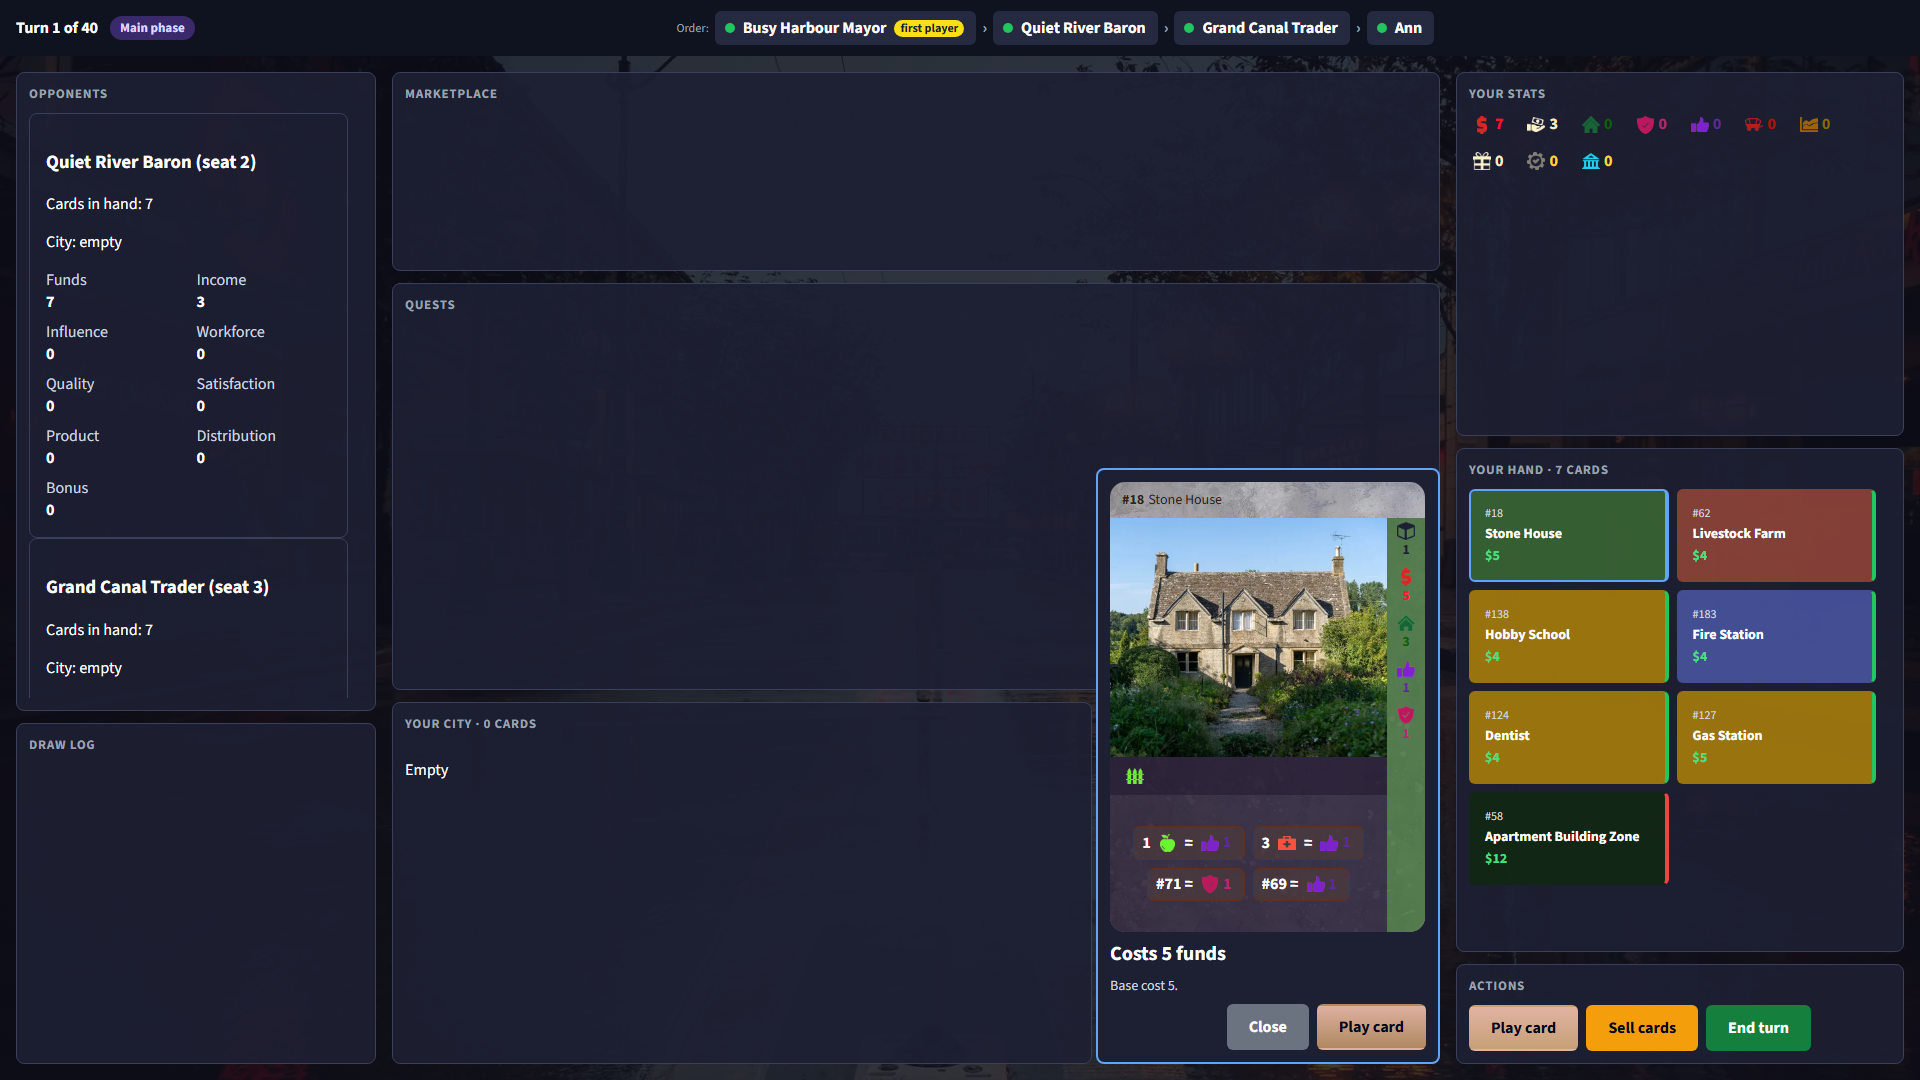 Turn 1 of 40 Main phase
Order: Busy Harbour Mayor first player › Quiet River Baron › Grand Canal Trader › Ann
OPPONENTS
Quiet River Baron (seat 2)
Cards in hand: 7
City: empty
Funds Income
7 3
Influence Workforce
0 0
Quality Satisfaction
0 0
Product Distribution
0 0
Bonus
0
Grand Canal Trader (seat 3)
Cards in hand: 7
City: empty
DRAW LOG
MARKETPLACE
QUESTS
YOUR CITY · 0 CARDS
Empty
#18 Stone House
1
5
3
1
1
1 = 1 3 = 1
#71 = 1 #69 = 1
Costs 5 funds
Base cost 5.
Close Play card
YOUR STATS
7 3 0 0 0 0 0
0 0 0
YOUR HAND · 7 CARDS
#18
Stone House
$5
#62
Livestock Farm
$4
#138
Hobby School
$4
#183
Fire Station
$4
#124
Dentist
$4
#127
Gas Station
$5
#58
Apartment Building Zone
$12
ACTIONS
Play card Sell cards End turn